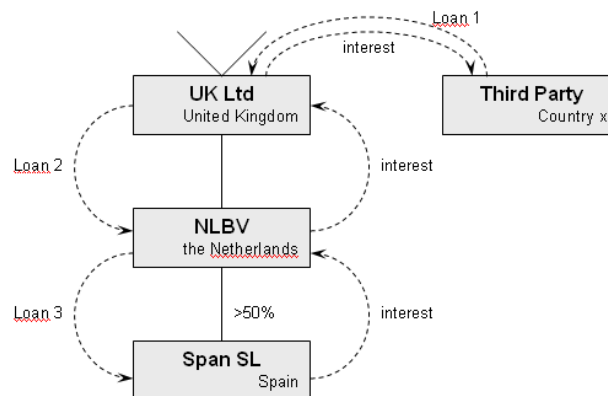 Loan 1
interest
UK Ltd
United Kingdom
Third Party
Country x
Loan 2
interest
NLBV
the Netherlands
Loan 3
>50%
interest
Span SL
Spain